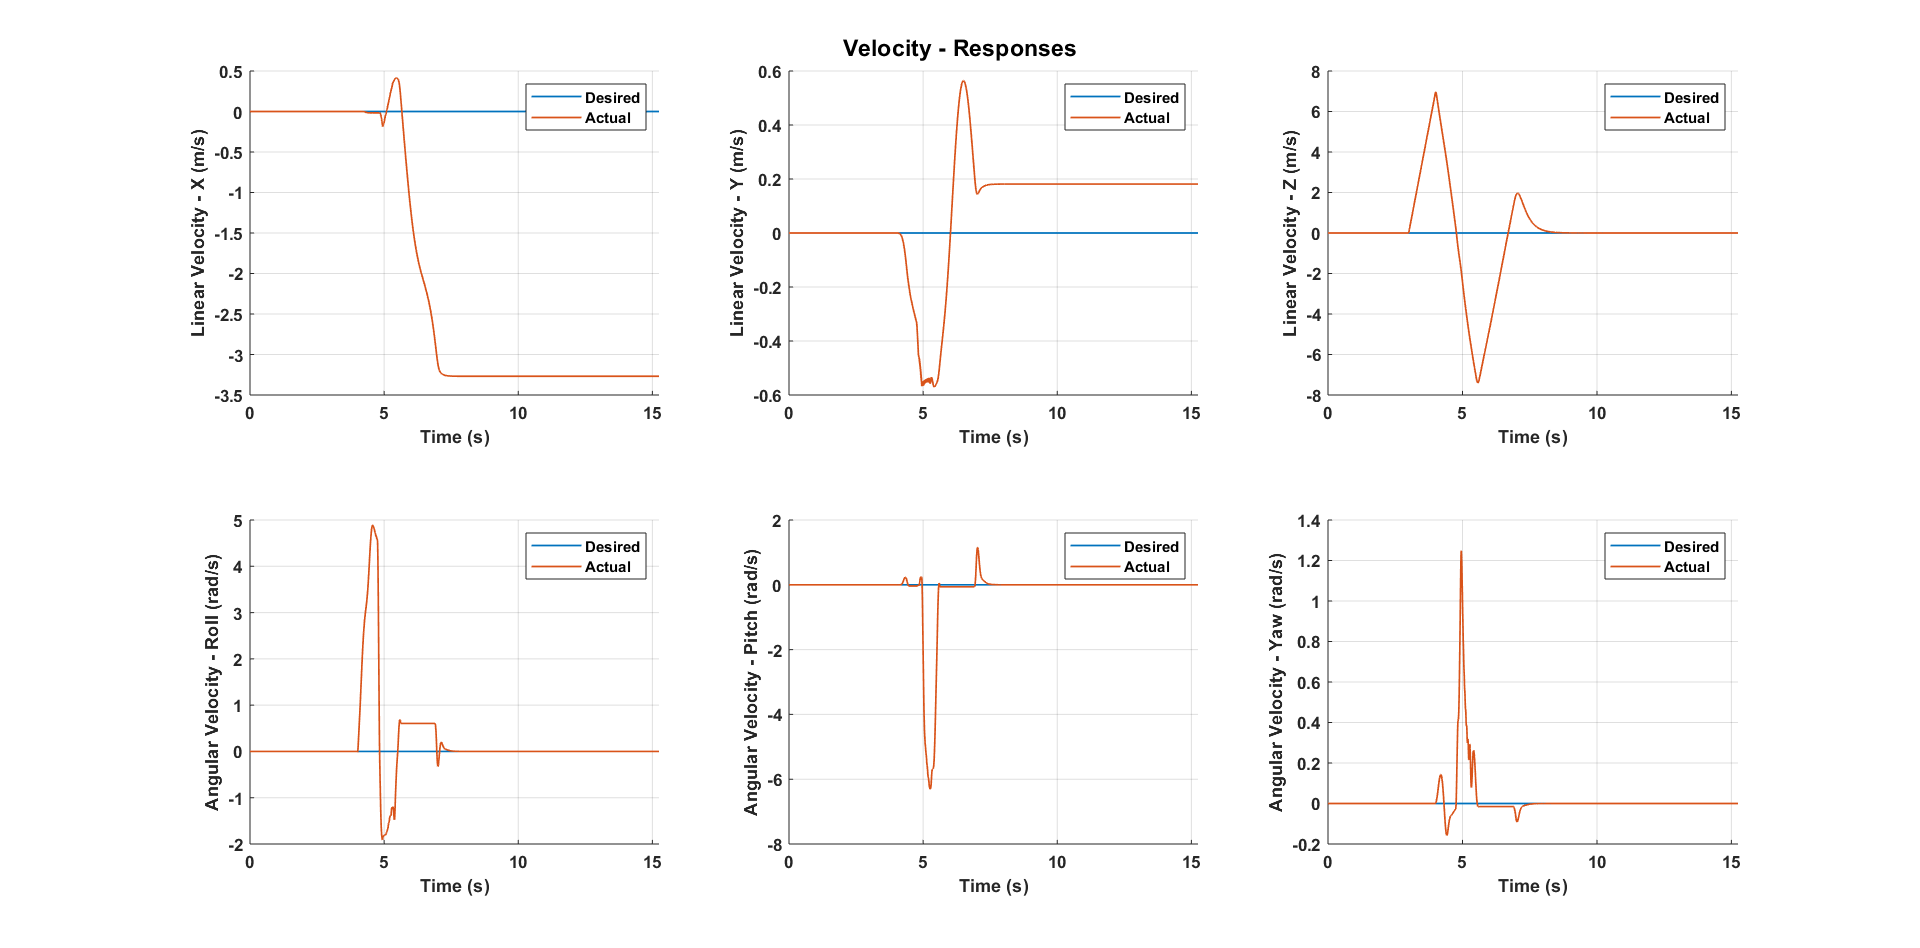 Velocity - Responses
Linear Velocity - X (m/s)
0.5
0
-0.5
-1
-1.5
-2
-2.5
-3
-3.5
0
5
10
15
Time (s)
Desired
Actual
Linear Velocity - Y (m/s)
0.6
0.4
0.2
0
-0.2
-0.4
-0.6
0
5
10
15
Time (s)
Desired
Actual
Linear Velocity - Z (m/s)
8
6
4
2
0
-2
-4
-6
-8
0
5
10
15
Time (s)
Desired
Actual
Angular Velocity - Roll (rad/s)
5
4
3
2
1
0
-1
-2
0
5
10
15
Time (s)
Desired
Actual
Angular Velocity - Pitch (rad/s)
2
0
-2
-4
-6
-8
0
5
10
15
Time (s)
Desired
Actual
Angular Velocity - Yaw (rad/s)
1.4
1.2
1
0.8
0.6
0.4
0.2
0
-0.2
0
5
10
15
Time (s)
Desired
Actual